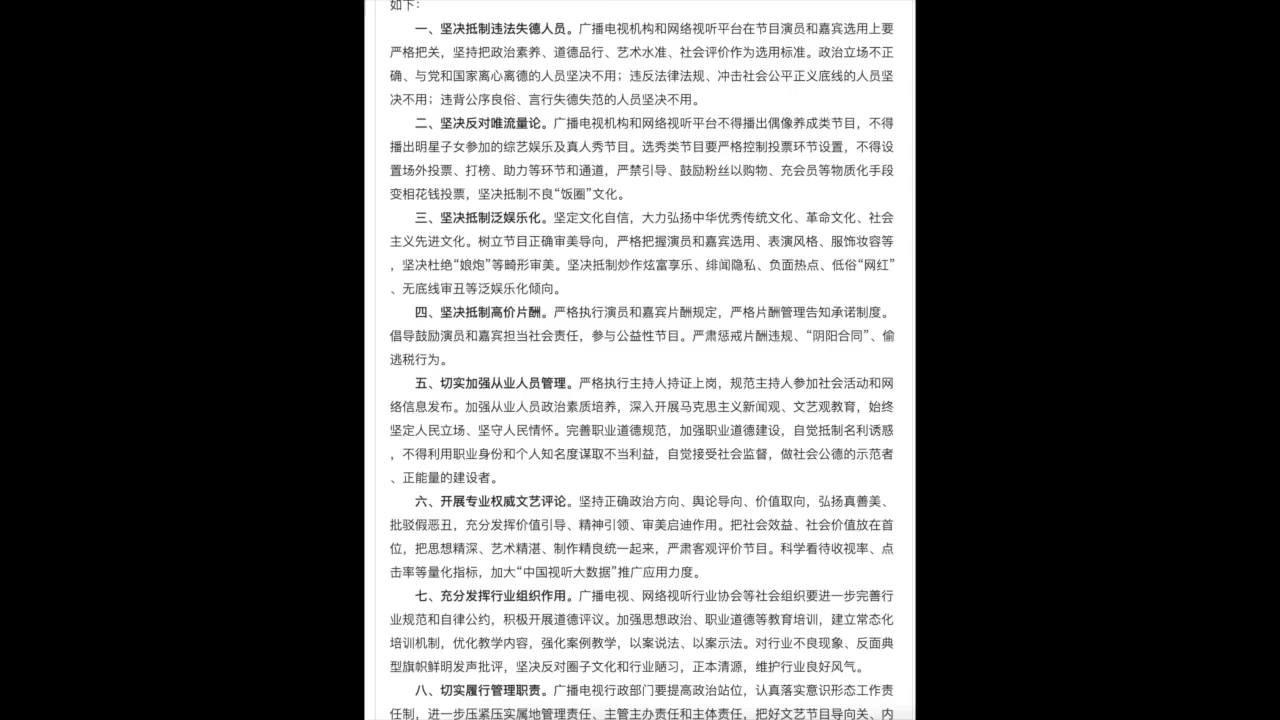 如下：
一、坚决抵制违法失德人员。广播电视机构和网络视听平台在节目演员和嘉宾选用上要
严格把关，坚持把政治素养、道德品行、艺术水准、社会评价作为选用标准。政治立场不正
确、与党和国家离心离德的人员坚决不用；违反法律法规、冲击社会公平正义底线的人员坚
决不用；违背公序良俗、言行失德失范的人员坚决不用。
二、坚决反对唯流量论。广播电视机构和网络视听平台不得播出偶像养成类节目，不得
播出明星子女参加的综艺娱乐及真人秀节目。选秀类节目要严格控制投票环节设置，不得设
置场外投票、打榜、助力等环节和通道，严禁引导、鼓励粉丝以购物、充会员等物质化手段
变相花钱投票，坚决抵制不良“饭圈”文化。
三、坚决抵制泛娱乐化。坚定文化自信，大力弘扬中华优秀传统文化、革命文化、社会
主义先进文化。树立节目正确审美导向，严格把握演员和嘉宾选用、表演风格、服饰妆容等
，坚决杜绝“娘炮”等畸形审美。坚决抵制炒作炫富享乐、绯闻隐私、负面热点、低俗“网红”
、无底线审丑等泛娱乐化倾向。
四、坚决抵制高价片酬。严格执行演员和嘉宾片酬规定，严格片酬管理告知承诺制度。
倡导鼓励演员和嘉宾担当社会责任，参与公益性节目。严肃惩戒片酬违规、“阴阳合同”、偷
逃税行为。
五、切实加强从业人员管理。严格执行主持人持证上岗，规范主持人参加社会活动和网
络信息发布。加强从业人员政治素质培养，深入开展马克思主义新闻观、文艺观教育，始终
坚定人民立场、坚守人民情怀。完善职业道德规范，加强职业道德建设，自觉抵制名利诱惑
，不得利用职业身份和个人知名度谋取不当利益，自觉接受社会监督，做社会公德的示范者
、正能量的建设者。
六、开展专业权威文艺评论。坚持正确政治方向、舆论导向、价值取向，弘扬真善美、
批驳假恶丑，充分发挥价值引导、精神引领、审美启迪作用。把社会效益、社会价值放在首
位，把思想精深、艺术精湛、制作精良统一起来，严肃客观评价节目。科学看待收视率、点
击率等量化指标，加大“中国视听大数据”推广应用力度。
七、充分发挥行业组织作用。广播电视、网络视听行业协会等社会组织要进一步完善行
业规范和自律公约，积极开展道德评议。加强思想政治、职业道德等教育培训，建立常态化
培训机制，优化教学内容，强化案例教学，以案说法、以案示法。对行业不良现象、反面典
型旗帜鲜明发声批评，坚决反对圈子文化和行业陋习，正本清源，维护行业良好风气。
八、切实履行管理职责。广播电视行政部门要提高政治站位，认真落实意识形态工作责
任制，进一步压紧压实属地管理责任、主管主办责任和主体责任，把好文艺节目导向关、内